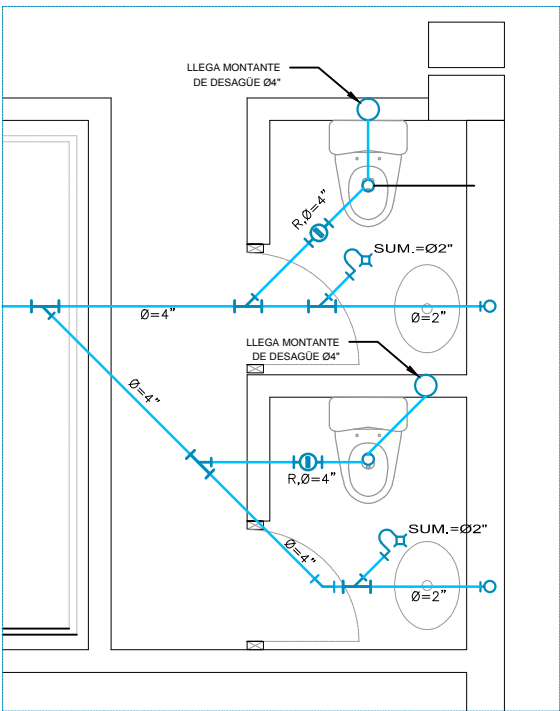 LLEGA MONTANTE
DE DESAGÜE Ø4"
R,Ø=4"
SUM.=Ø2"
Ø=4"
Ø=2"
LLEGA MONTANTE
DE DESAGÜE Ø4"
Ø=4"
R,Ø=4"
SUM.=Ø2"
Ø=4"
Ø=2"